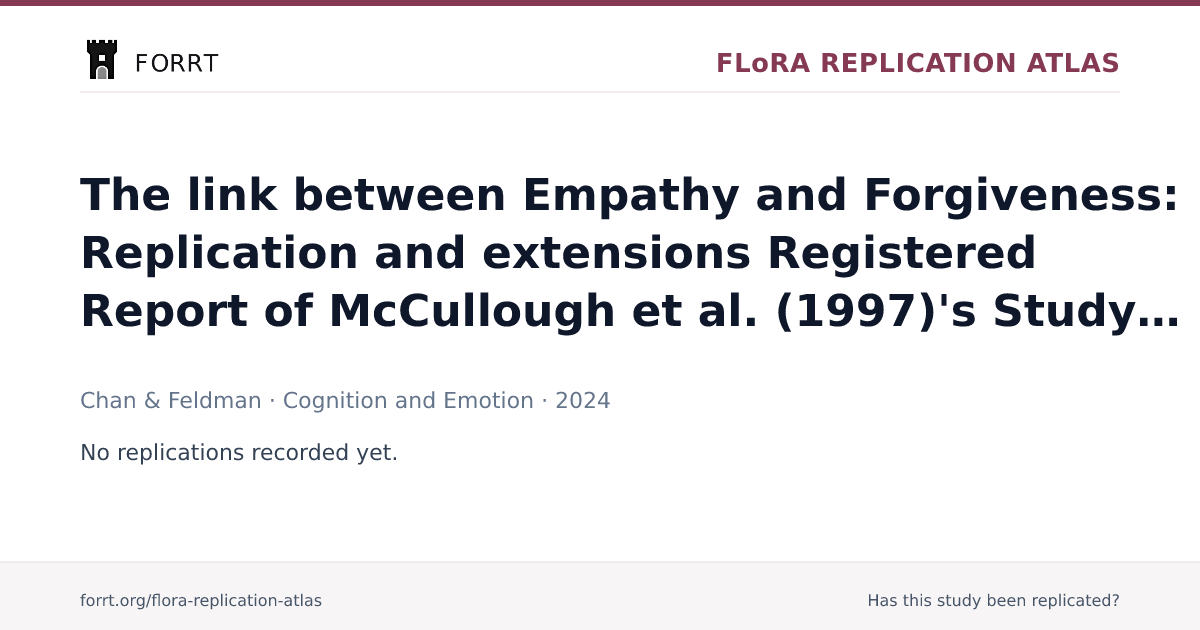 FORRT
FLoRA REPLICATION ATLAS
The link between Empathy and Forgiveness:
Replication and extensions Registered
Report of McCullough et al. (1997)'s Study…
Chan & Feldman · Cognition and Emotion · 2024
No replications recorded yet.
forrt.org/flora-replication-atlas
Has this study been replicated?